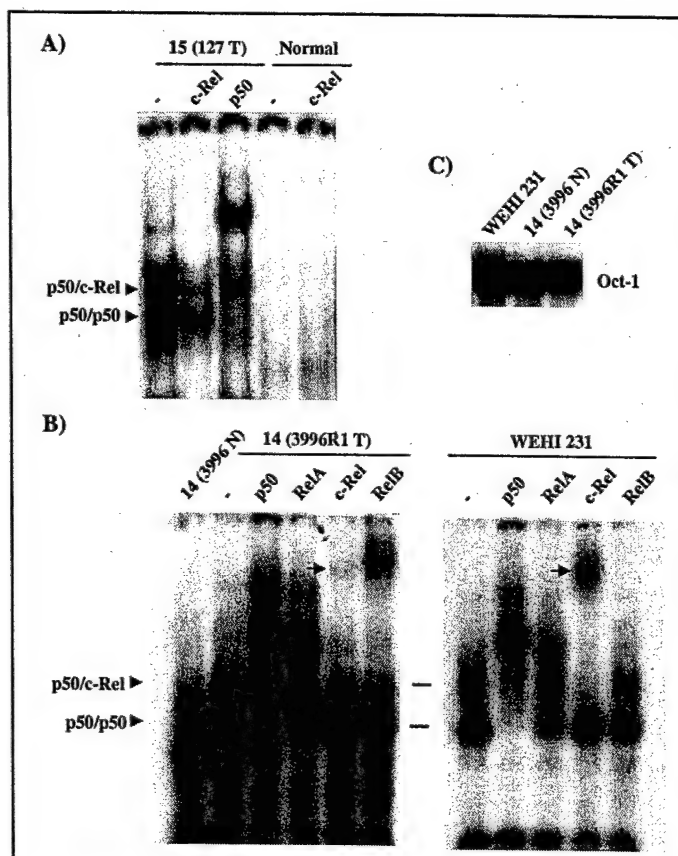 A)
15 (127 T)
Normal
-
c-Rel
p50
-
c-Rel
p50/c-Rel
p50/p50
C)
WEHI 231
14 (3996 N)
14 (3996R1 T)
Oct-1
B)
14 (3996R1 T)
WEHI 231
14 (3996 N)
-
p50
RelA
c-Rel
RelB
-
p50
RelA
c-Rel
RelB
p50/c-Rel
p50/p50